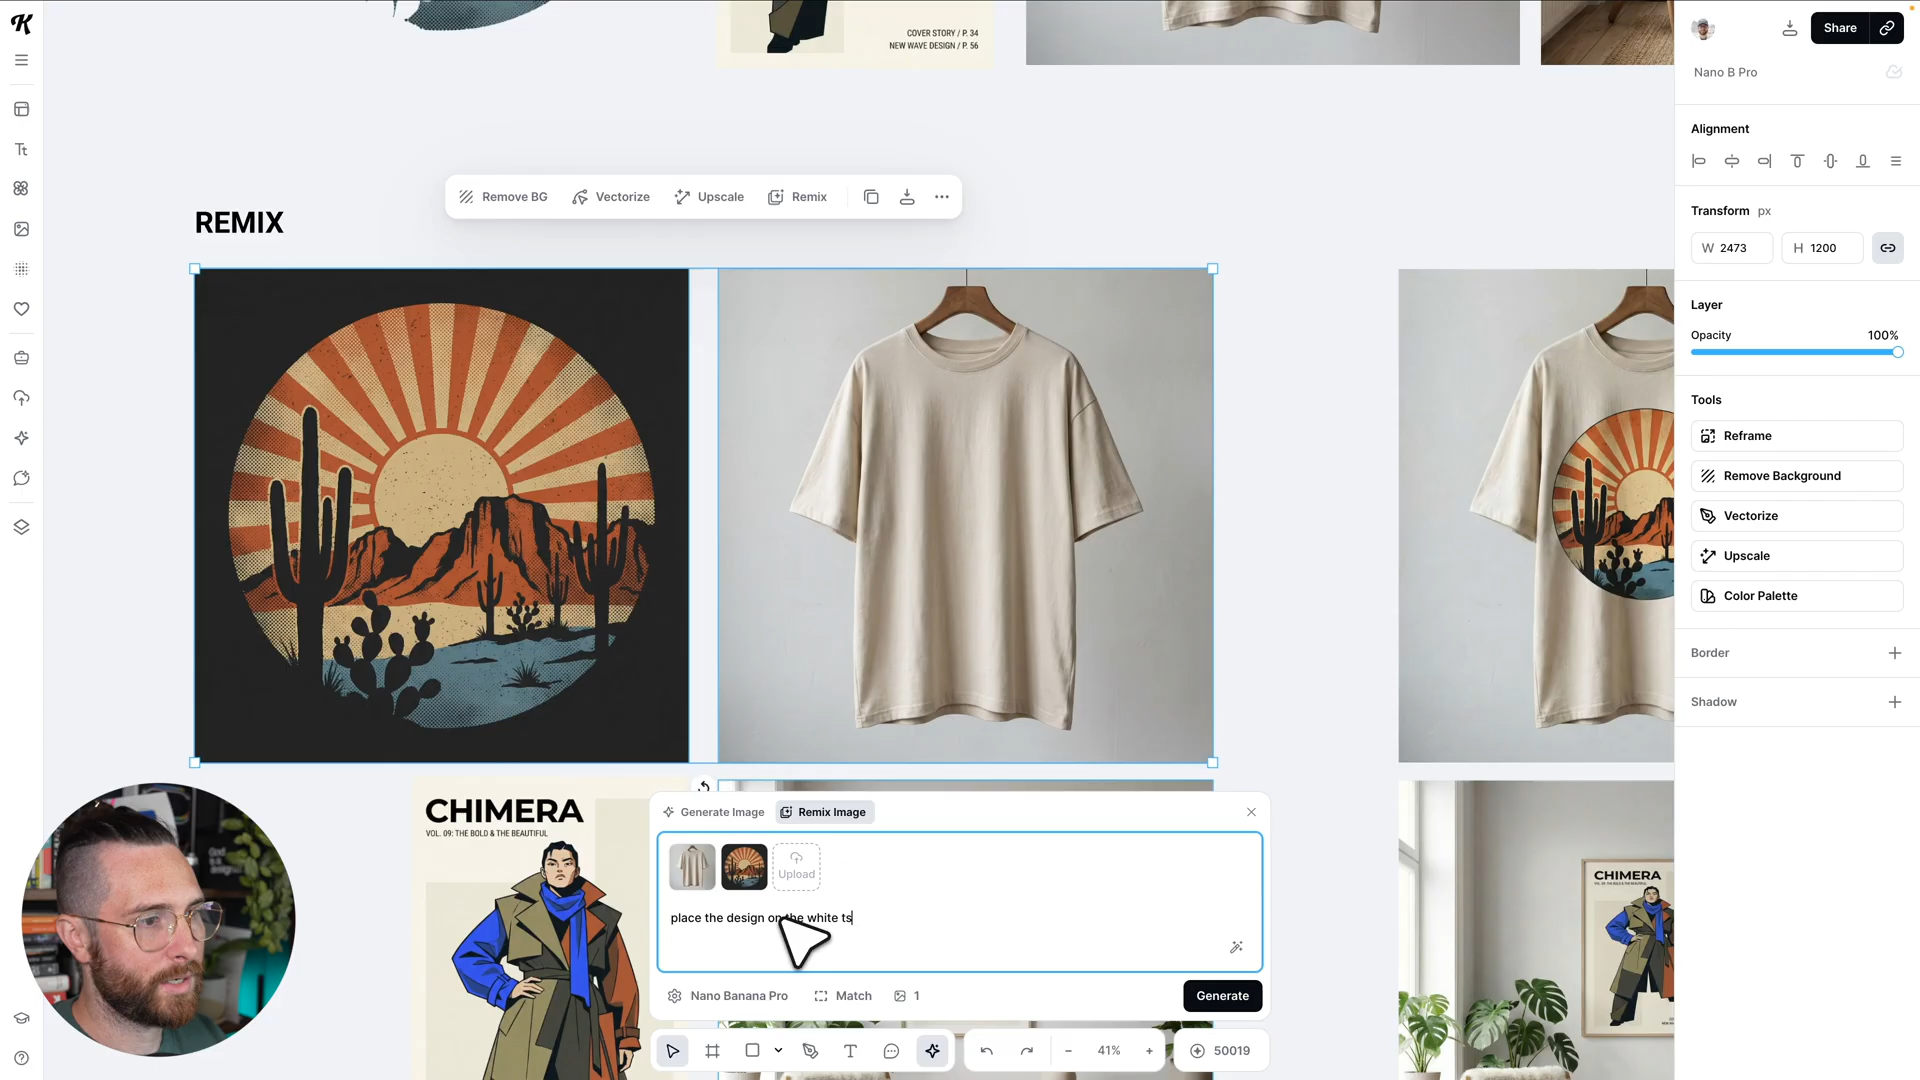 COVER STORY / P. 34
NEW WAVE DESIGN / P. 56
Share
Nano B Pro
Alignment
Transform px
W 2473
H 1200
Layer
Opacity
100%
Tools
Reframe
Remove Background
Vectorize
Upscale
Color Palette
Border
Shadow
Tt
Remove BG
Vectorize
Upscale
Remix
REMIX
CHIMERA
VOL. 09: THE BOLD & THE BEAUTIFUL
Generate Image
Remix Image
Upload
place the design on the white ts
Nano Banana Pro
Match
1
Generate
41%
50019
CHIMERA